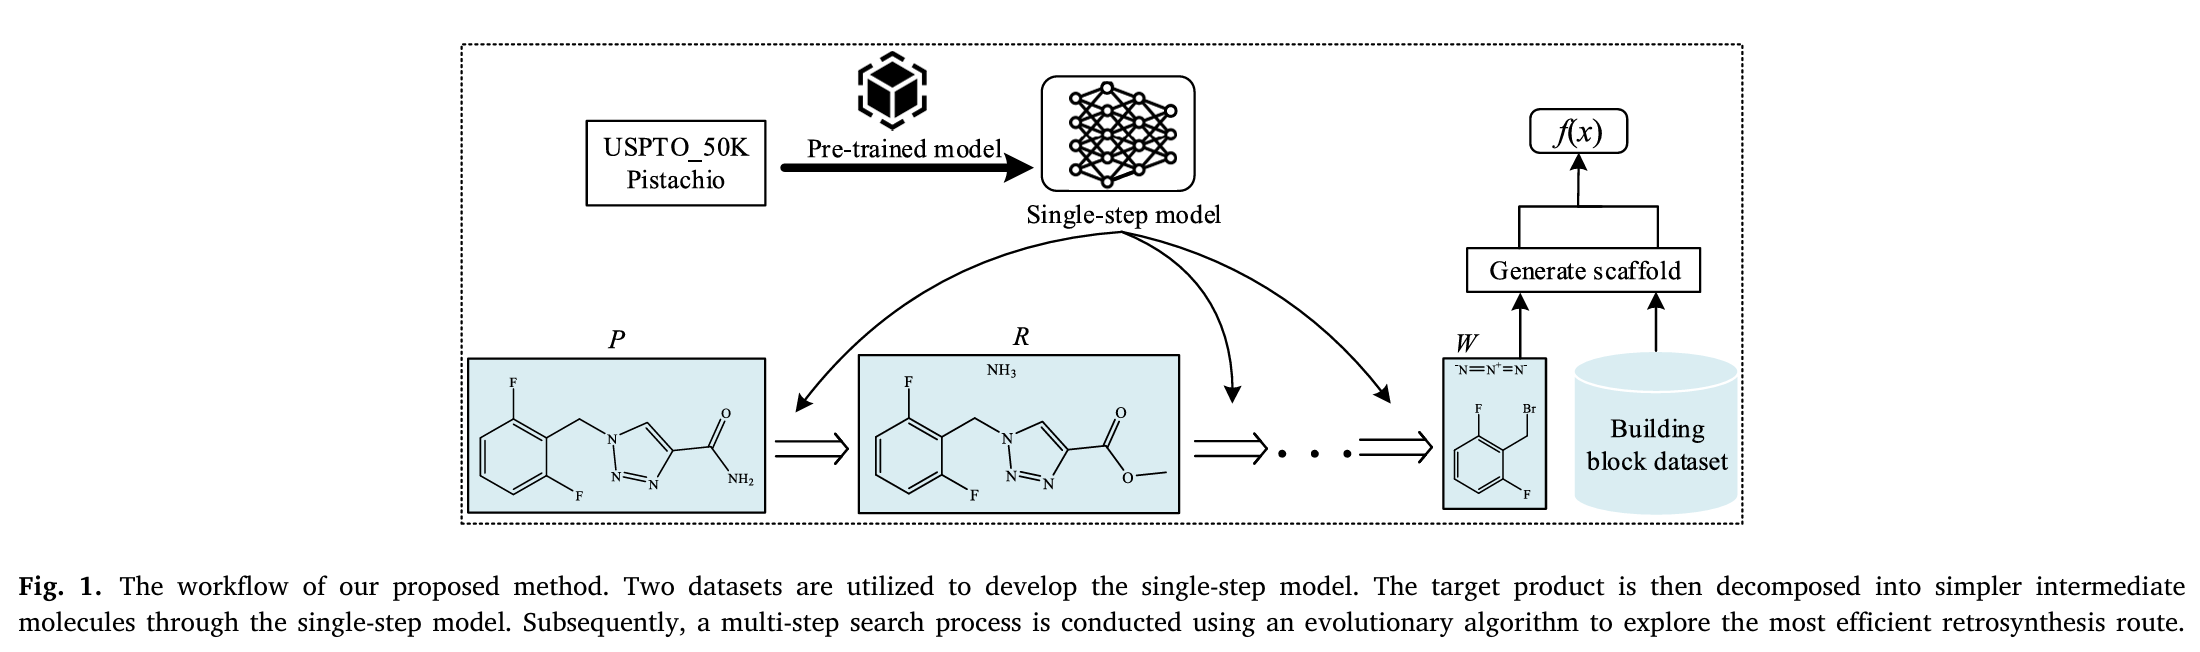 USPTO_50K
Pistachio
Pre-trained model
Single-step model
f(x)
Generate scaffold
P
F
N
N
N
O
NH₂
F
R
NH₃
F
N
N
N
O
O
F
W
⁻N=N⁺=N⁻
F
Br
F
Building
block dataset
Fig. 1. The workflow of our proposed method. Two datasets are utilized to develop the single-step model. The target product is then decomposed into simpler intermediate
molecules through the single-step model. Subsequently, a multi-step search process is conducted using an evolutionary algorithm to explore the most efficient retrosynthesis route.